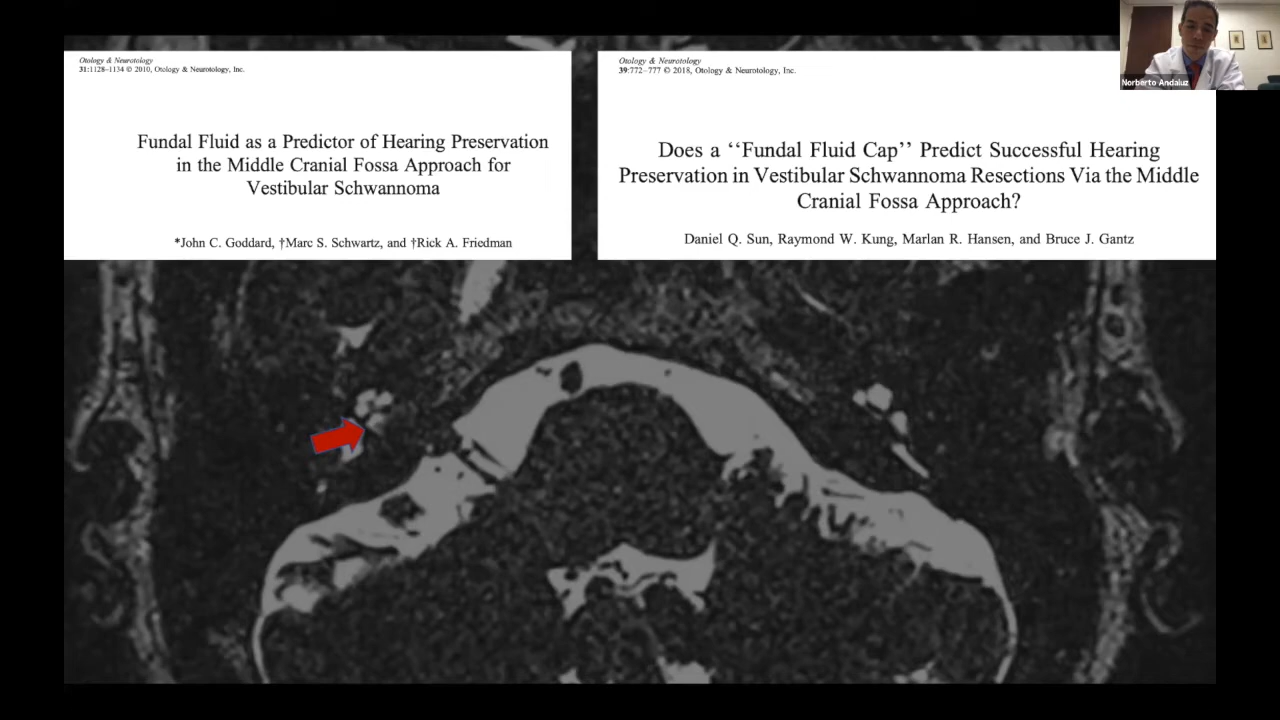 Otology & Neurotology
31:1128–1134 © 2010, Otology & Neurotology, Inc.
Fundal Fluid as a Predictor of Hearing Preservation
in the Middle Cranial Fossa Approach for
Vestibular Schwannoma
*John C. Goddard, †Marc S. Schwartz, and †Rick A. Friedman
Otology & Neurotology
39:772–777 © 2018, Otology & Neurotology, Inc.
Does a ‘‘Fundal Fluid Cap’’ Predict Successful Hearing
Preservation in Vestibular Schwannoma Resections Via the Middle
Cranial Fossa Approach?
Daniel Q. Sun, Raymond W. Kung, Marlan R. Hansen, and Bruce J. Gantz
Norberto Andaluz